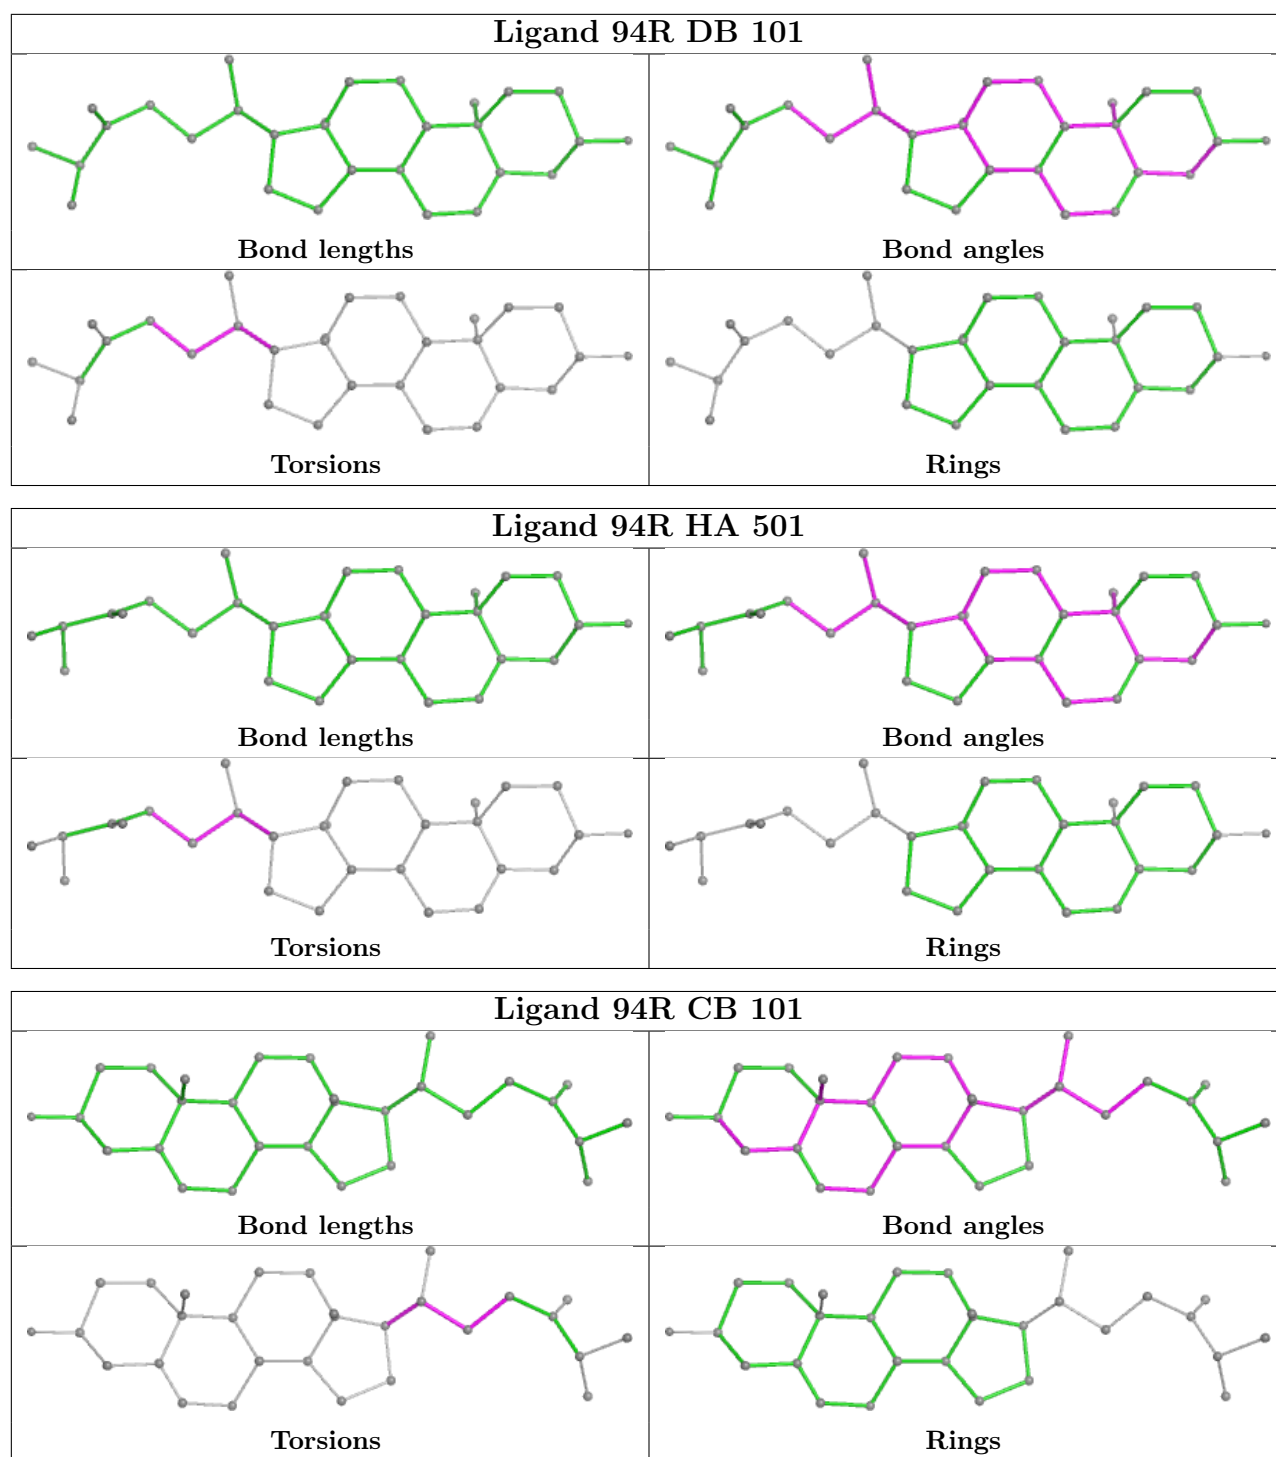 Ligand 94R DB 101
Bond lengths
Bond angles
Torsions
Rings
Ligand 94R HA 501
Bond lengths
Bond angles
Torsions
Rings
Ligand 94R CB 101
Bond lengths
Bond angles
Torsions
Rings